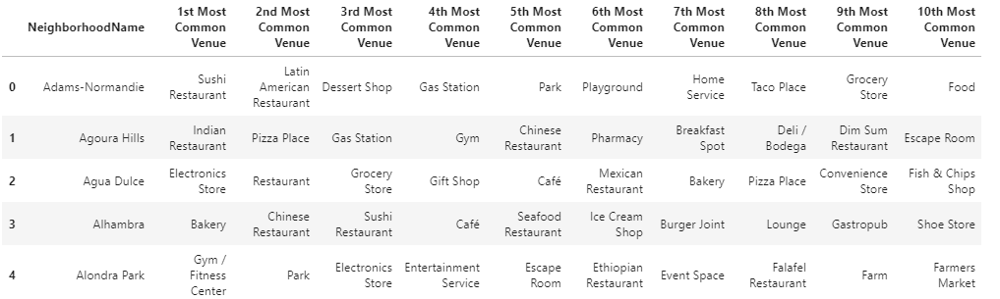 NeighborhoodName 1st Most Common Venue 2nd Most Common Venue 3rd Most Common Venue 4th Most Common Venue 5th Most Common Venue 6th Most Common Venue 7th Most Common Venue 8th Most Common Venue 9th Most Common Venue 10th Most Common Venue
0 Adams-Normandie Sushi Restaurant Latin American Restaurant Dessert Shop Gas Station Park Playground Home Service Taco Place Grocery Store Food
1 Agoura Hills Indian Restaurant Pizza Place Gas Station Gym Chinese Restaurant Pharmacy Breakfast Spot Deli / Bodega Dim Sum Restaurant Escape Room
2 Agua Dulce Electronics Store Restaurant Grocery Store Gift Shop Café Mexican Restaurant Bakery Pizza Place Convenience Store Fish & Chips Shop
3 Alhambra Bakery Chinese Restaurant Sushi Restaurant Café Seafood Restaurant Ice Cream Shop Burger Joint Lounge Gastropub Shoe Store
4 Alondra Park Gym / Fitness Center Park Electronics Store Entertainment Service Escape Room Ethiopian Restaurant Event Space Falafel Restaurant Farm Farmers Market